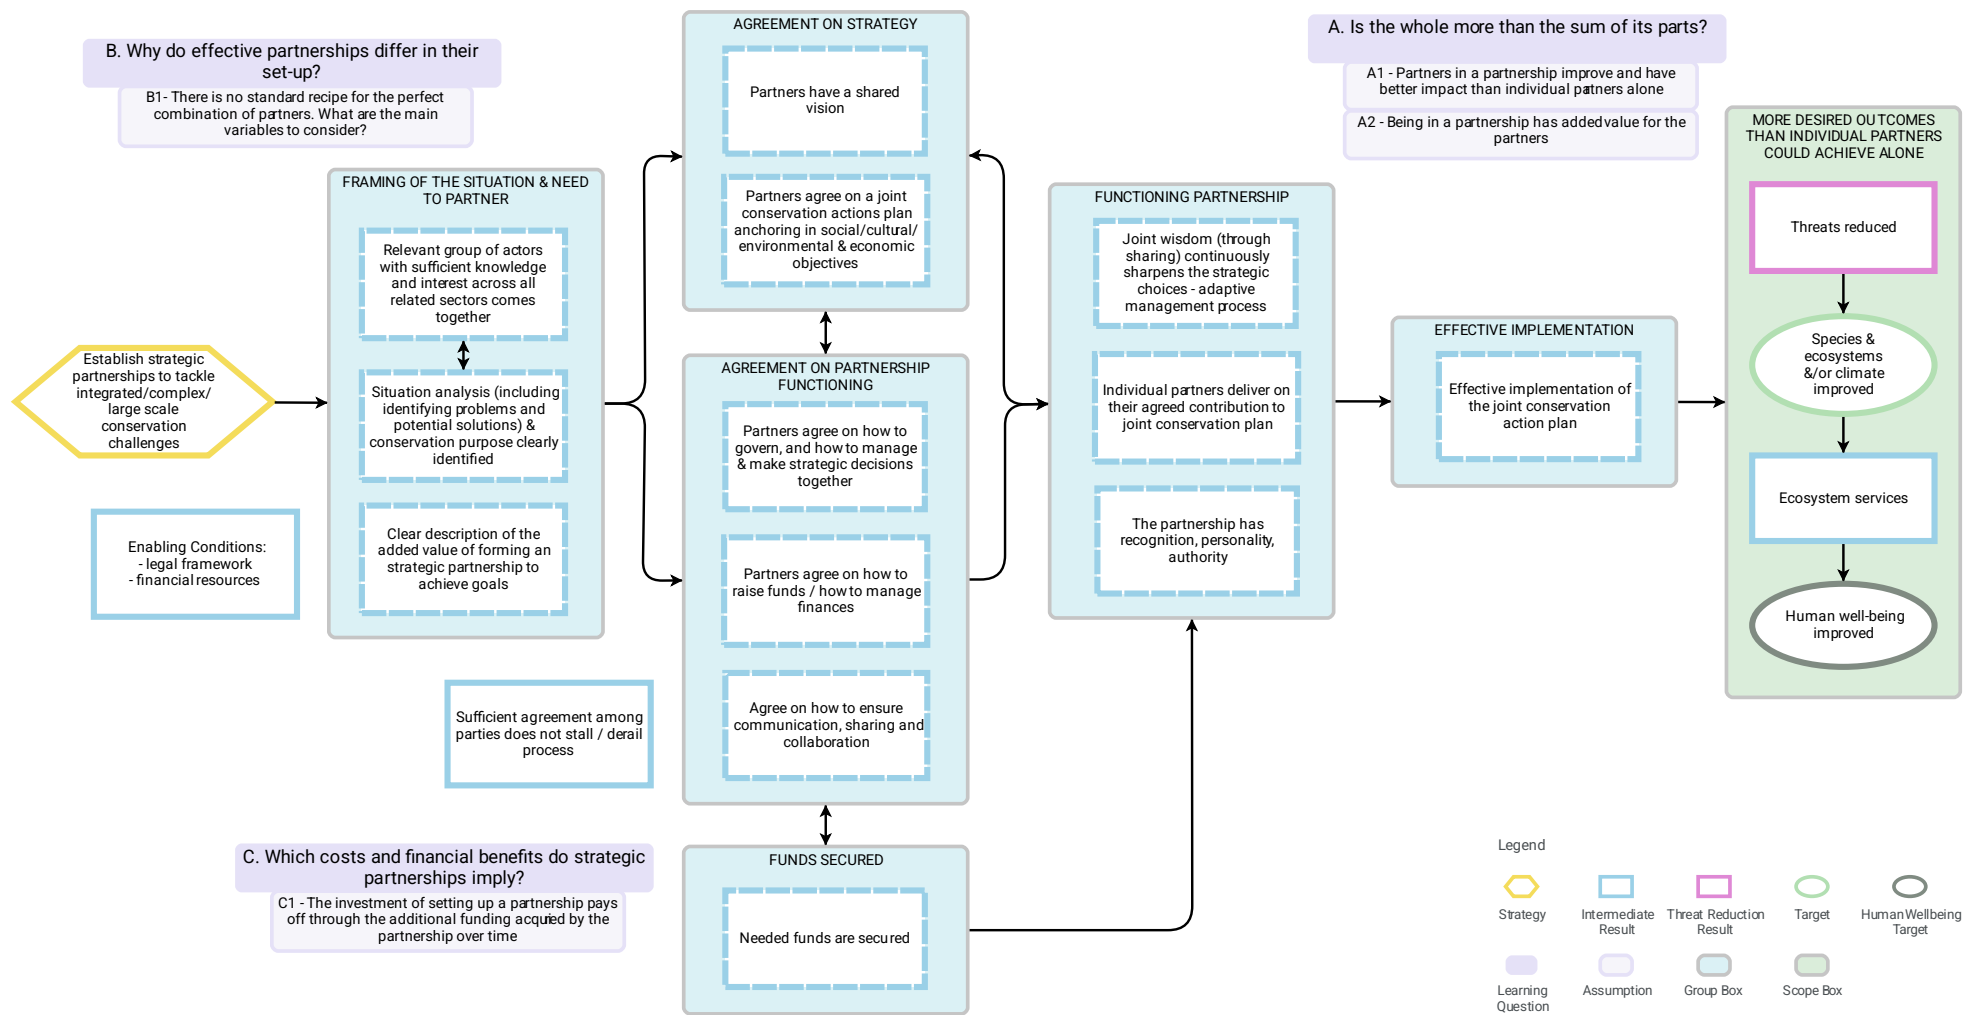 B. Why do effective partnerships differ in their
set-up?
B1- There is no standard recipe for the perfect
combination of partners. What are the main
variables to consider?
A. Is the whole more than the sum of its parts?
A1 - Partners in a partnership improve and have
better impact than individual partners alone
A2 - Being in a partnership has added value for the
partners
Establish strategic
partnerships to tackle
integrated/complex/
large scale
conservation
challenges
Enabling Conditions:
- legal framework
- financial resources
FRAMING OF THE SITUATION & NEED
TO PARTNER
Relevant group of actors
with sufficient knowledge
and interest across all
related sectors comes
together
Situation analysis (including
identifying problems and
potential solutions) &
conservation purpose clearly
identified
Clear description of the
added value of forming an
strategic partnership to
achieve goals
Sufficient agreement among
parties does not stall / derail
process
AGREEMENT ON STRATEGY
Partners have a shared
vision
Partners agree on a joint
conservation actions plan
anchoring in social/cultural/
environmental & economic
objectives
AGREEMENT ON PARTNERSHIP
FUNCTIONING
Partners agree on how to
govern, and how to manage
& make strategic decisions
together
Partners agree on how to
raise funds / how to manage
finances
Agree on how to ensure
communication, sharing and
collaboration
C. Which costs and financial benefits do strategic
partnerships imply?
C1 - The investment of setting up a partnership pays
off through the additional funding acquried by the
partnership over time
FUNDS SECURED
Needed funds are secured
FUNCTIONING PARTNERSHIP
Joint wisdom (through
sharing) continuously
sharpens the strategic
choices - adaptive
management process
Individual partners deliver on
their agreed contribution to
joint conservation plan
The partnership has
recognition, personality,
authority
EFFECTIVE IMPLEMENTATION
Effective implementation of
the joint conservation
action plan
MORE DESIRED OUTCOMES
THAN INDIVIDUAL PARTNERS
COULD ACHIEVE ALONE
Threats reduced
Species &
ecosystems
&/or climate
improved
Ecosystem services
Human well-being
improved
Legend
Strategy
Intermediate
Result
Threat Reduction
Result
Target
Human Wellbeing
Target
Learning
Question
Assumption
Group Box
Scope Box